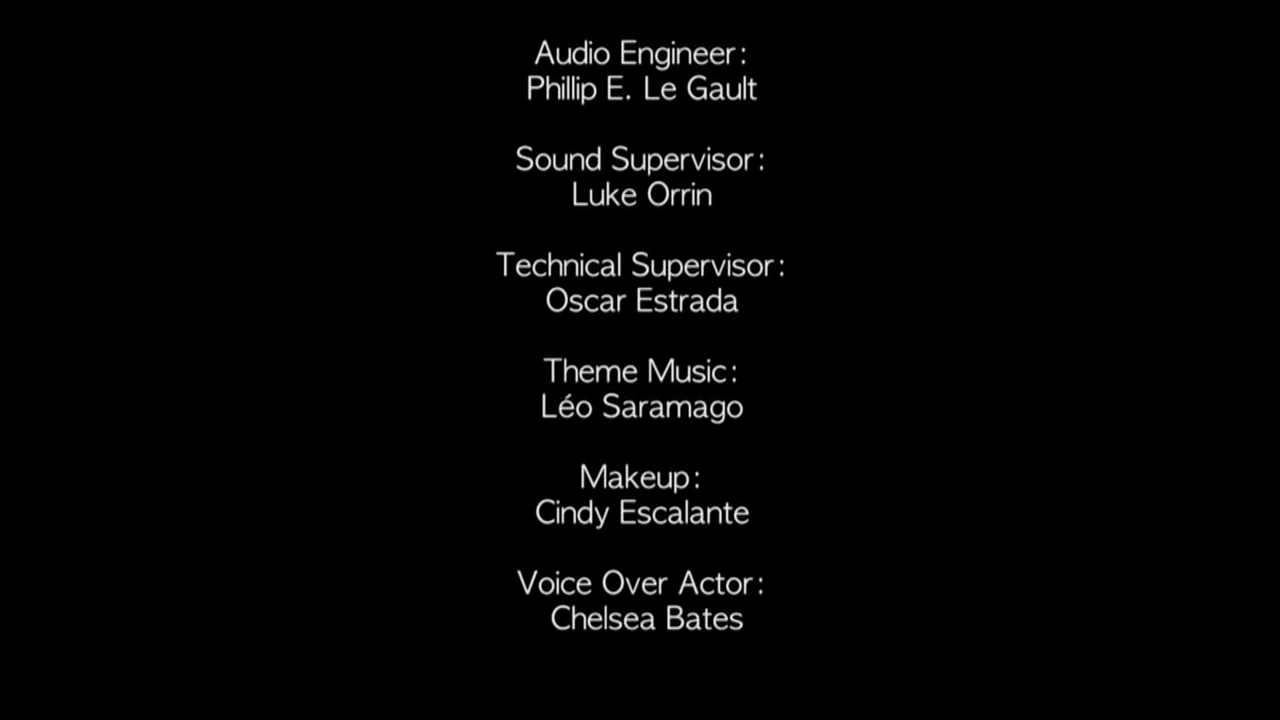 Audio Engineer:
Phillip E. Le Gault
Sound Supervisor:
Luke Orrin
Technical Supervisor:
Oscar Estrada
Theme Music:
Léo Saramago
Makeup:
Cindy Escalante
Voice Over Actor:
Chelsea Bates